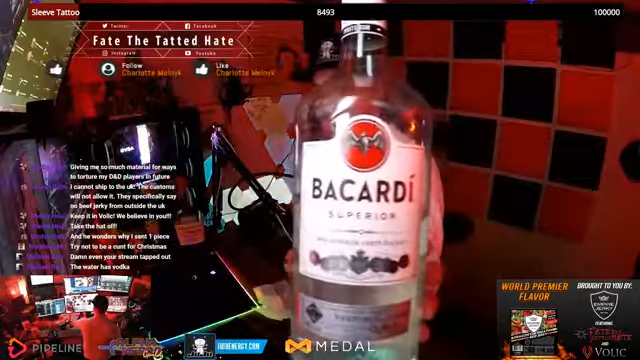 Sleeve Tattoo
8493
100000
Twitter
Facebook
Fate The Tatted Hate
Instagram
Youtube
Follow
Charlotte Melnyk
Like
Charlotte Melnyk
EVGA
Giving me so much material for ways
to torture my D&D players in future
I cannot ship to the uk. The customs
will not allow it. They specifically say
no beef jerky from outside the uk
Keep it in Volic! We believe in you!!
Take the hat off!
And he wonders why I sent 1 piece
Try not to be a cunt for Christmas
Damn even your stream tapped out
The water has vodka
BACARDÍ
SUPERIOR
WORLD PREMIER
FLAVOR
BROUGHT TO YOU BY:
EMPIRE
JERKY
FEATURING
AND
VOLIC
PIPELINE
MEDAL